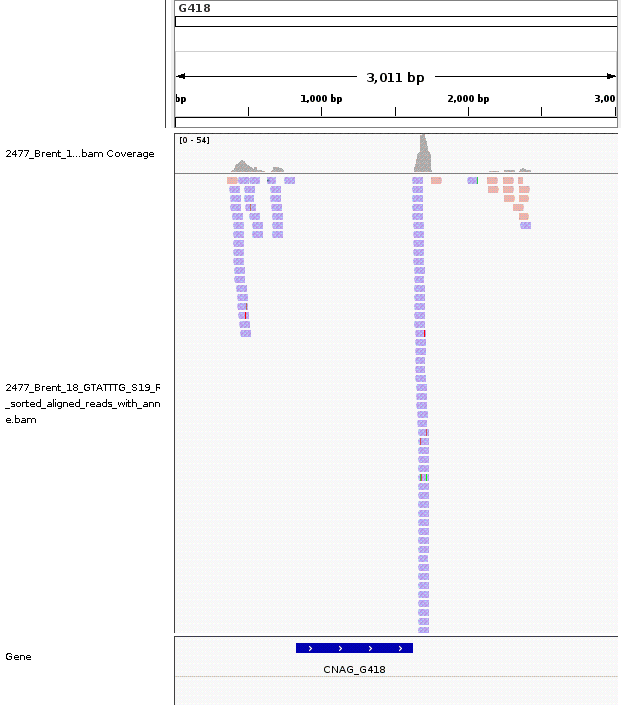 G418
3,011 bp
bp 1,000 bp 2,000 bp 3,00
2477_Brent_1...bam Coverage
[0 - 54]
2477_Brent_18_GTATTTG_S19_R
_sorted_aligned_reads_with_ann
e.bam
Gene
CNAG_G418